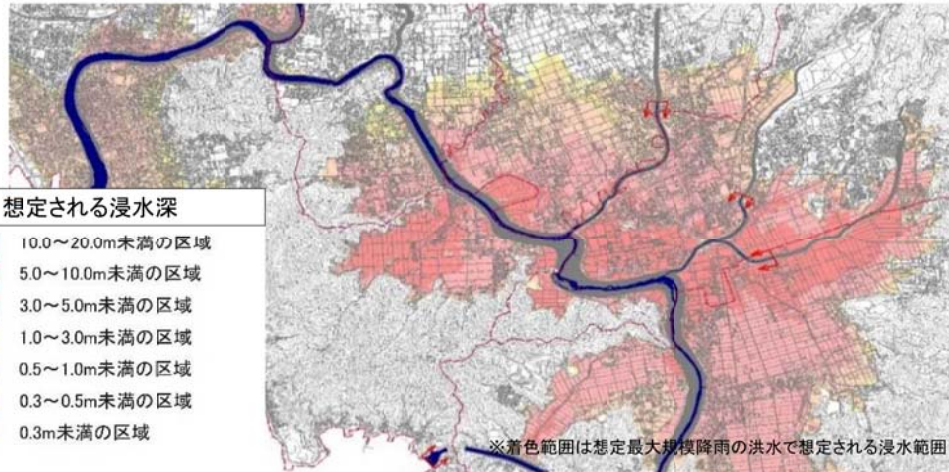 想定される浸水深
10.0～20.0m未満の区域
5.0～10.0m未満の区域
3.0～5.0m未満の区域
1.0～3.0m未満の区域
0.5～1.0m未満の区域
0.3～0.5m未満の区域
0.3m未満の区域
※着色範囲は想定最大規模降雨の洪水で想定される浸水範囲